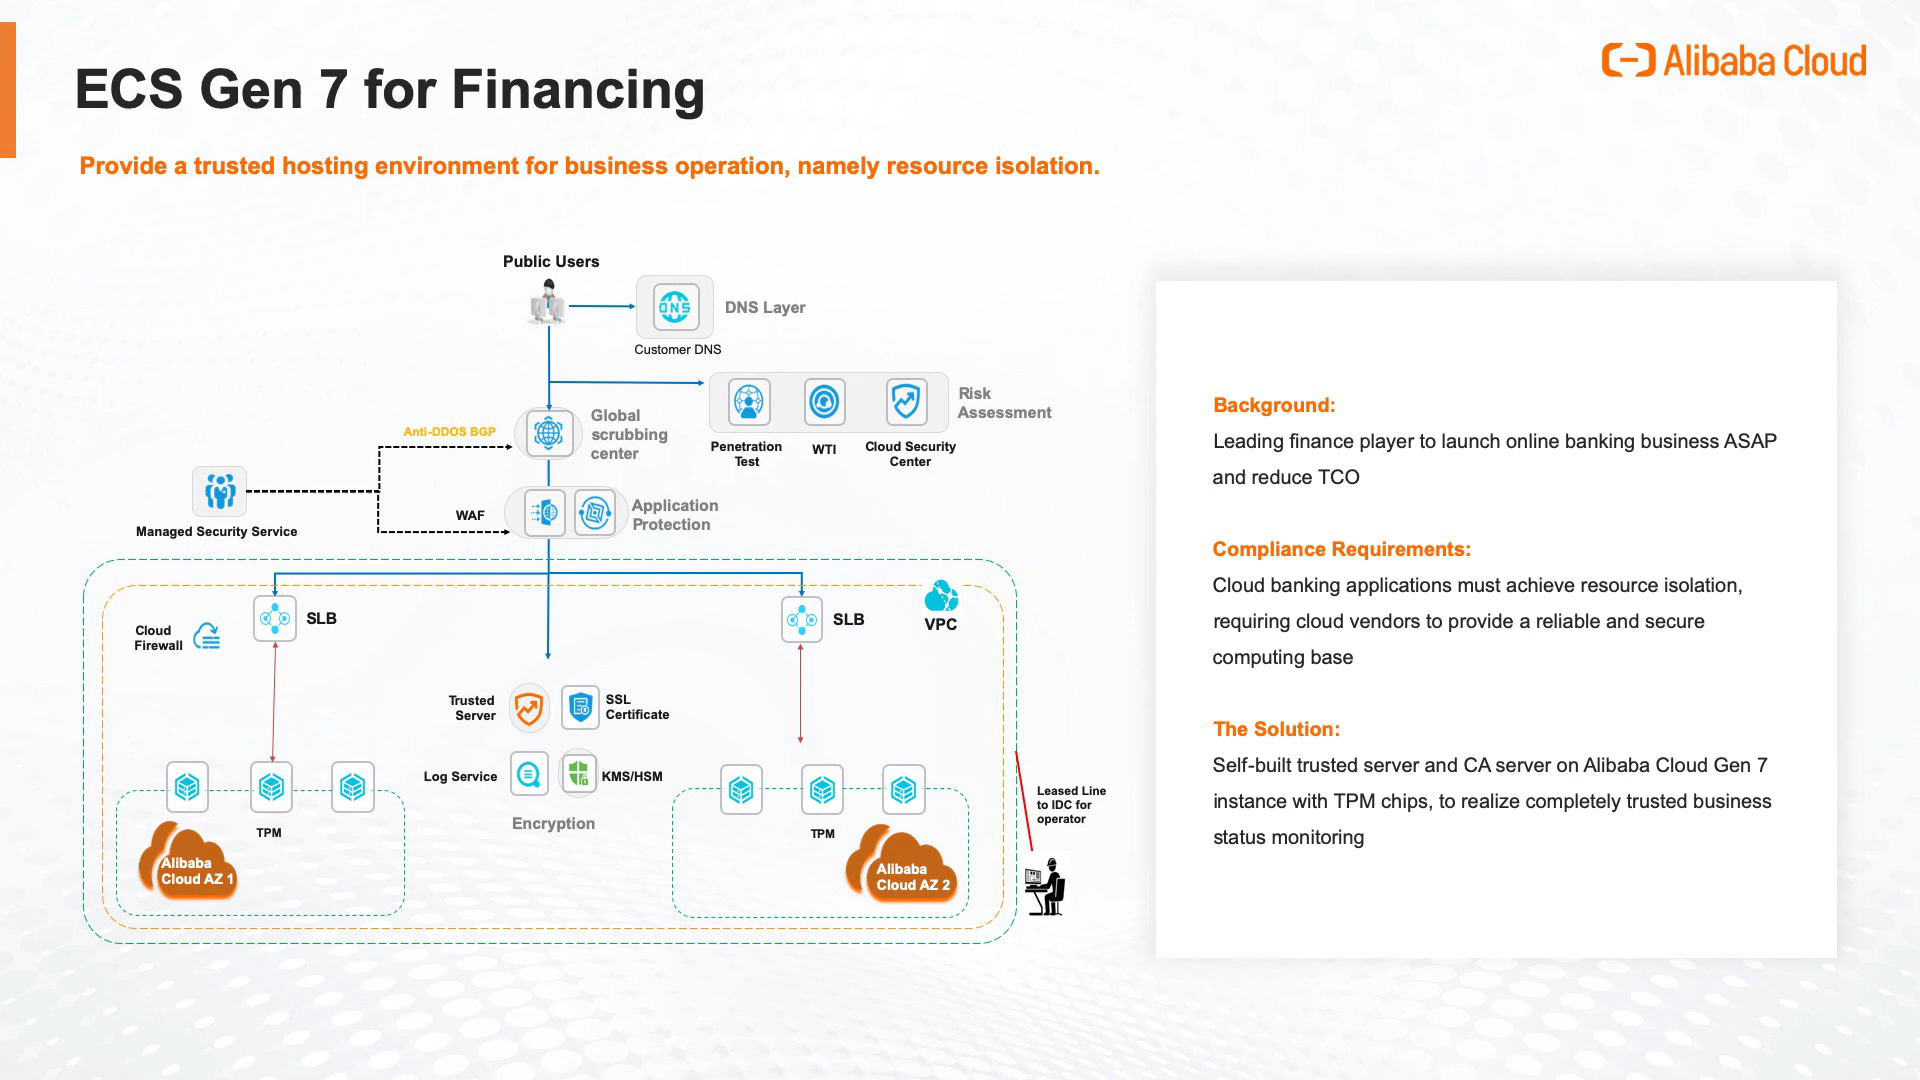 ECS Gen 7 for Financing
Alibaba Cloud
Provide a trusted hosting environment for business operation, namely resource isolation.
Public Users
DNS
DNS Layer
Customer DNS
Risk
Assessment
Penetration
Test
WTI
Cloud Security
Center
Global
scrubbing
center
Anti-DDOS BGP
Managed Security Service
WAF
Application
Protection
Cloud
Firewall
SLB
SLB
VPC
Trusted
Server
SSL
Certificate
Log Service
KMS/HSM
Encryption
TPM
Alibaba
Cloud AZ 1
TPM
Alibaba
Cloud AZ 2
Leased Line
to IDC for
operator
Background:
Leading finance player to launch online banking business ASAP
and reduce TCO
Compliance Requirements:
Cloud banking applications must achieve resource isolation,
requiring cloud vendors to provide a reliable and secure
computing base
The Solution:
Self-built trusted server and CA server on Alibaba Cloud Gen 7
instance with TPM chips, to realize completely trusted business
status monitoring